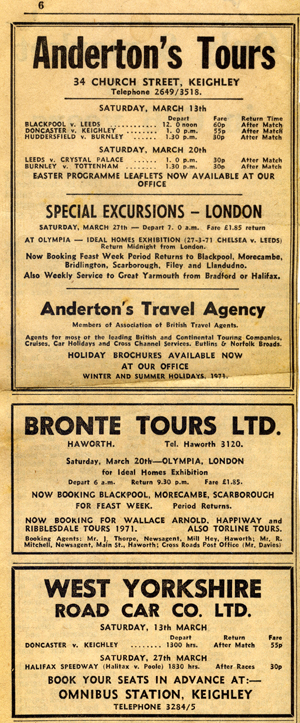 6
Anderton's Tours
34 CHURCH STREET, KEIGHLEY
Telephone 2649/3518.
SATURDAY, MARCH 13th
Depart Fare Return Time
BLACKPOOL v. LEEDS ............ 12. 0 noon 60p After Match
DONCASTER v. KEIGHLEY ......... 1. 0 p.m. 55p After Match
HUDDERSFIELD v. BURNLEY ...... 1.30 p.m. 30p After Match
SATURDAY, MARCH 20th
LEEDS v. CRYSTAL PALACE ...... 1. 0 p.m. 30p After Match
BURNLEY v. TOTTENHAM ......... 1.30 p.m. 30p After Match
EASTER PROGRAMME LEAFLETS NOW AVAILABLE AT OUR
OFFICE
SPECIAL EXCURSIONS - LONDON
SATURDAY, MARCH 27th — Depart 7. 0 a.m. Fare £1.85 return
AT OLYMPIA — IDEAL HOMES EXHIBITION (27-3-71 CHELSEA v. LEEDS)
Return Midnight from London.
Now Booking Feast Week Period Returns to Blackpool, Morecambe,
Bridlington, Scarborough, Filey and Llandudno.
Also Weekly Service to Great Yarmouth from Bradford or Halifax.
Anderton's Travel Agency
Members of Association of British Travel Agents.
Agents for most of the leading British and Continental Touring Companies,
Cruises, Car Holidays and Cross Channel Services. Butlins & Norfolk Broads.
HOLIDAY BROCHURES AVAILABLE NOW
AT OUR OFFICE
WINTER AND SUMMER HOLIDAYS, 1971.
BRONTE TOURS LTD.
HAWORTH. Tel. Haworth 3120.
Saturday, March 20th—OLYMPIA, LONDON
for Ideal Homes Exhibition
Depart 6 a.m. Return 9.30 p.m. Fare £1.85.
NOW BOOKING BLACKPOOL, MORECAMBE, SCARBOROUGH
FOR FEAST WEEK. Period Returns.
NOW BOOKING FOR WALLACE ARNOLD, HAPPIWAY and
RIBBLESDALE TOURS 1971. ALSO TORLINE TOURS.
Booking Agents: Mr. J. Thorpe, Newsagent, Mill Hey, Haworth; Mr. R.
Mitchell, Newsagent, Main St., Haworth; Cross Roads Post Office (Mr. Davies)
WEST YORKSHIRE
ROAD CAR CO. LTD.
SATURDAY, 13th MARCH
Depart Return Fare
DONCASTER v. KEIGHLEY ........ 1300 hrs. After Match 55p
SATURDAY, 27th MARCH
HALIFAX SPEEDWAY (Halifax v. Poole) 1830 hrs. After Races 30p
BOOK YOUR SEATS IN ADVANCE AT:—
OMNIBUS STATION, KEIGHLEY
TELEPHONE 3284/5